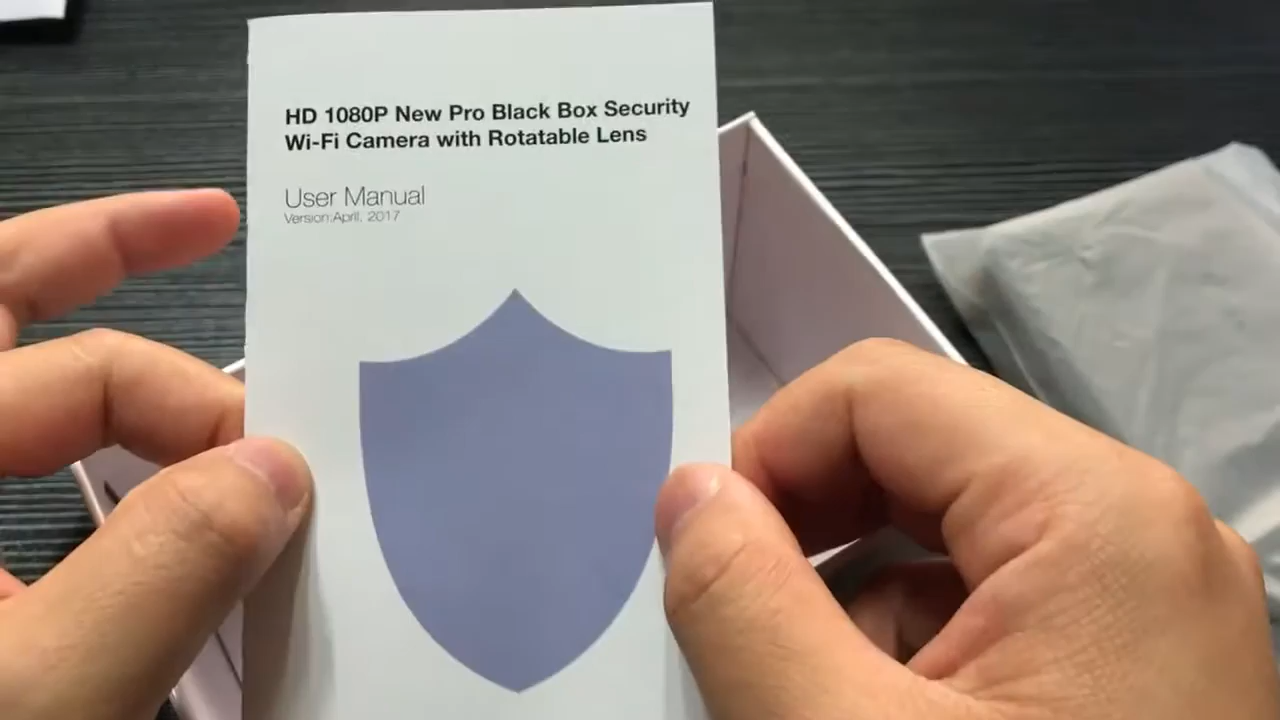 HD 1080P New Pro Black Box Security
Wi-Fi Camera with Rotatable Lens
User Manual
Version:April, 2017